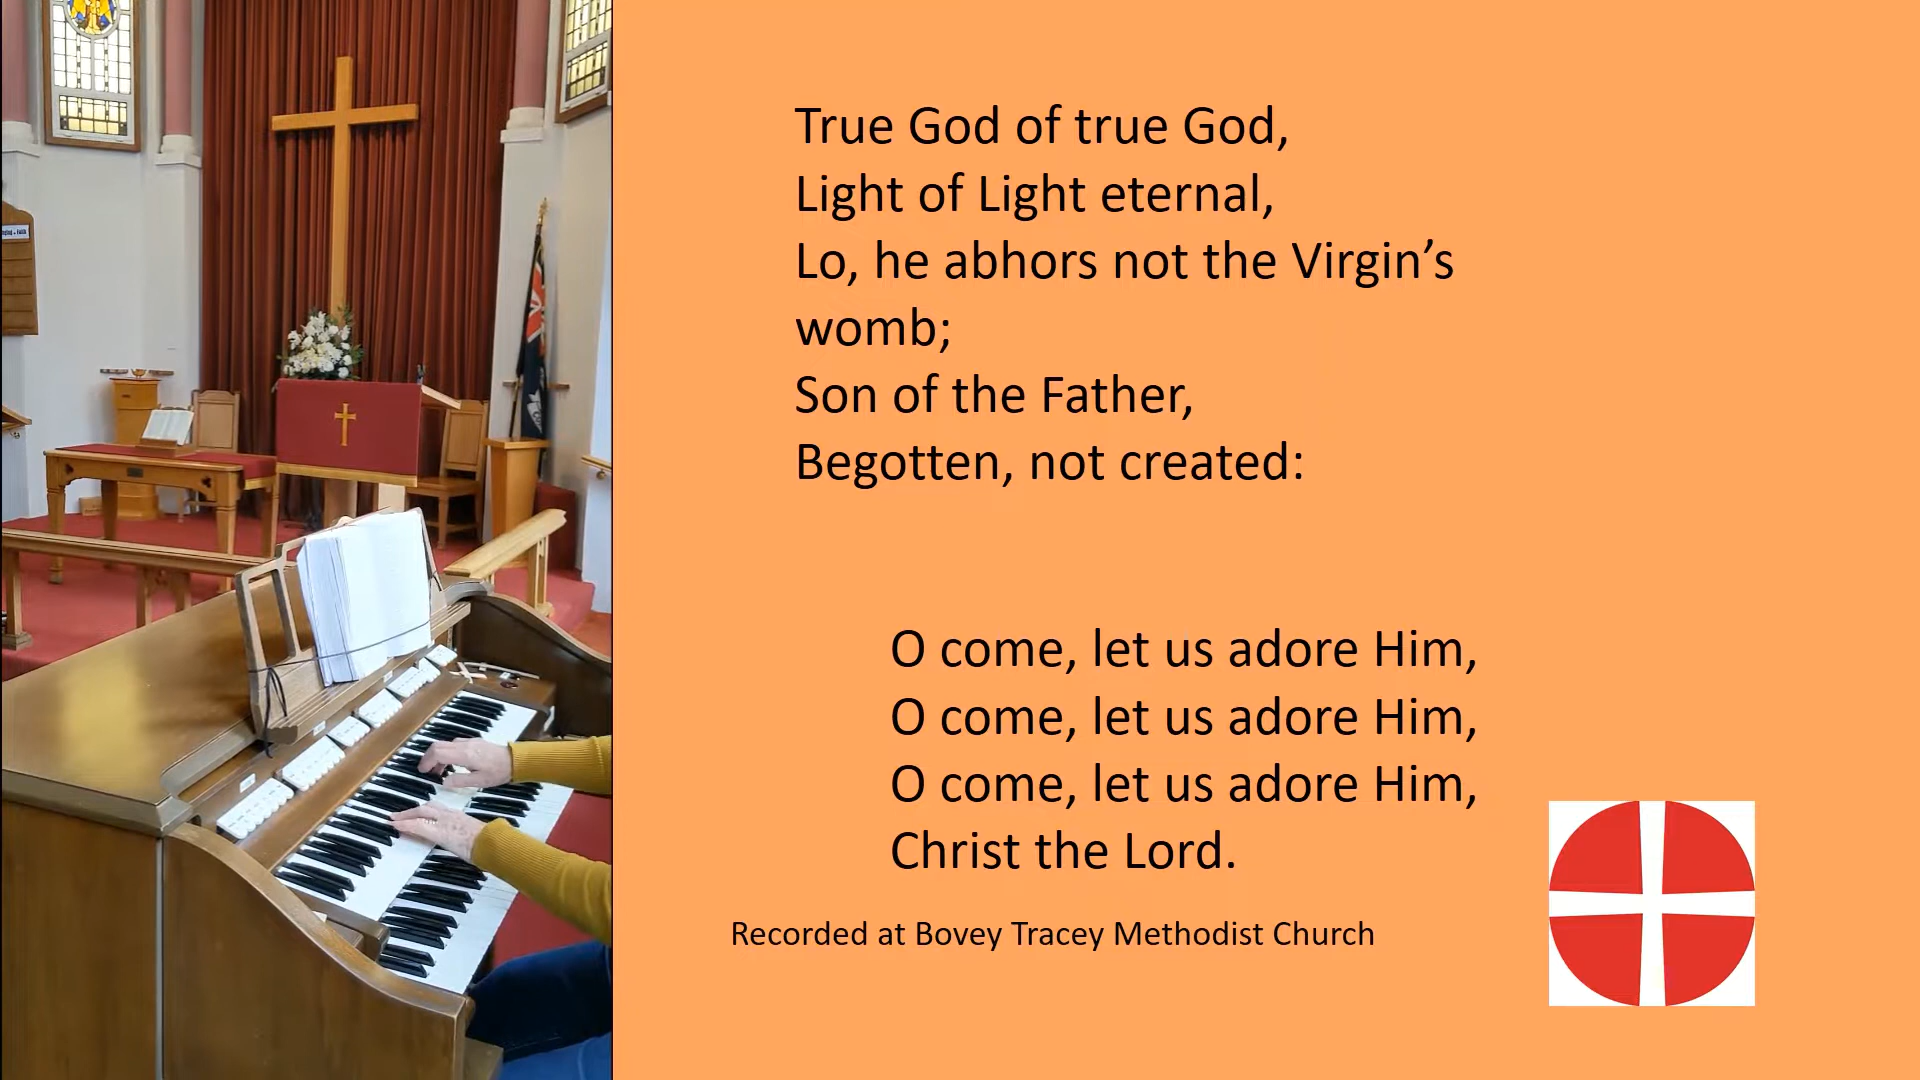 True God of true God,
Light of Light eternal,
Lo, he abhors not the Virgin’s
womb;
Son of the Father,
Begotten, not created:
O come, let us adore Him,
O come, let us adore Him,
O come, let us adore Him,
Christ the Lord.
Recorded at Bovey Tracey Methodist Church